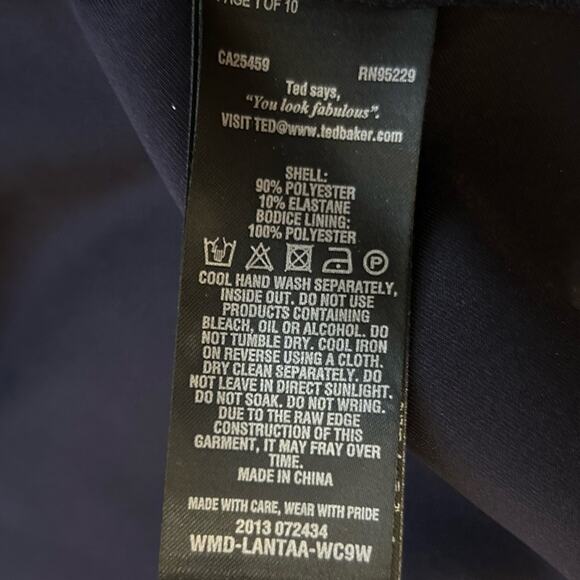 PAGE 1 OF 10
CA25459 RN95229
Ted says,
"You look fabulous".
VISIT TED@www.tedbaker.com
SHELL:
90% POLYESTER
10% ELASTANE
BODICE LINING:
100% POLYESTER
P
COOL HAND WASH SEPARATELY,
INSIDE OUT. DO NOT USE
PRODUCTS CONTAINING
BLEACH, OIL OR ALCOHOL. DO
NOT TUMBLE DRY. COOL IRON
ON REVERSE USING A CLOTH.
DRY CLEAN SEPARATELY. DO
NOT LEAVE IN DIRECT SUNLIGHT.
DO NOT SOAK. DO NOT WRING.
DUE TO THE RAW EDGE
CONSTRUCTION OF THIS
GARMENT, IT MAY FRAY OVER
TIME.
MADE IN CHINA
MADE WITH CARE, WEAR WITH PRIDE
2013 072434
WMD-LANTAA-WC9W